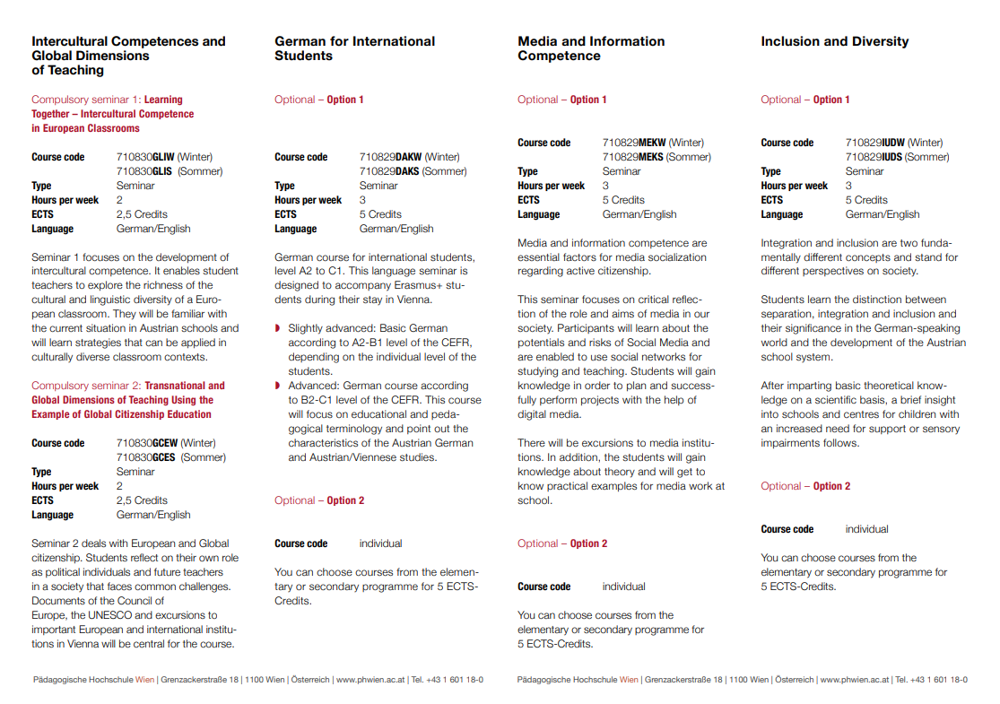 Intercultural Competences and
Global Dimensions
of Teaching
Compulsory seminar 1: Learning
Together – Intercultural Competence
in European Classrooms
Course code 710830GLIW (Winter)
710830GLIS (Sommer)
Type Seminar
Hours per week 2
ECTS 2,5 Credits
Language German/English
Seminar 1 focuses on the development of
intercultural competence. It enables student
teachers to explore the richness of the
cultural and linguistic diversity of a Euro-
pean classroom. They will be familiar with
the current situation in Austrian schools and
will learn strategies that can be applied in
culturally diverse classroom contexts.
Compulsory seminar 2: Transnational and
Global Dimensions of Teaching Using the
Example of Global Citizenship Education
Course code 710830GCEW (Winter)
710830GCES (Sommer)
Type Seminar
Hours per week 2
ECTS 2,5 Credits
Language German/English
Seminar 2 deals with European and Global
citizenship. Students reflect on their own role
as political individuals and future teachers
in a society that faces common challenges.
Documents of the Council of
Europe, the UNESCO and excursions to
important European and international institu-
tions in Vienna will be central for the course.
German for International
Students
Optional – Option 1
Course code 710829DAKW (Winter)
710829DAKS (Sommer)
Type Seminar
Hours per week 3
ECTS 5 Credits
Language German/English
German course for international students,
level A2 to C1. This language seminar is
designed to accompany Erasmus+ stu-
dents during their stay in Vienna.
Slightly advanced: Basic German
according to A2-B1 level of the CEFR,
depending on the individual level of the
students.
Advanced: German course according
to B2-C1 level of the CEFR. This course
will focus on educational and peda-
gogical terminology and point out the
characteristics of the Austrian German
and Austrian/Viennese studies.
Optional – Option 2
Course code individual
You can choose courses from the elemen-
tary or secondary programme for 5 ECTS-
Credits.
Pädagogische Hochschule Wien | Grenzackerstraße 18 | 1100 Wien | Österreich | www.phwien.ac.at | Tel. +43 1 601 18-0
Media and Information
Competence
Optional – Option 1
Course code 710829MEKW (Winter)
710829MEKS (Sommer)
Type Seminar
Hours per week 3
ECTS 5 Credits
Language German/English
Media and information competence are
essential factors for media socialization
regarding active citizenship.
This seminar focuses on critical reflec-
tion of the role and aims of media in our
society. Participants will learn about the
potentials and risks of Social Media and
are enabled to use social networks for
studying and teaching. Students will gain
knowledge in order to plan and success-
fully perform projects with the help of
digital media.
There will be excursions to media institu-
tions. In addition, the students will gain
knowledge about theory and will get to
know practical examples for media work at
school.
Optional – Option 2
Course code individual
You can choose courses from the
elementary or secondary programme for
5 ECTS-Credits.
Inclusion and Diversity
Optional – Option 1
Course code 710829IUDW (Winter)
710829IUDS (Sommer)
Type Seminar
Hours per week 3
ECTS 5 Credits
Language German/English
Integration and inclusion are two funda-
mentally different concepts and stand for
different perspectives on society.
Students learn the distinction between
separation, integration and inclusion and
their significance in the German-speaking
world and the development of the Austrian
school system.
After imparting basic theoretical know-
ledge on a scientific basis, a brief insight
into schools and centres for children with
an increased need for support or sensory
impairments follows.
Optional – Option 2
Course code individual
You can choose courses from the
elementary or secondary programme for
5 ECTS-Credits.
Pädagogische Hochschule Wien | Grenzackerstraße 18 | 1100 Wien | Österreich | www.phwien.ac.at | Tel. +43 1 601 18-0